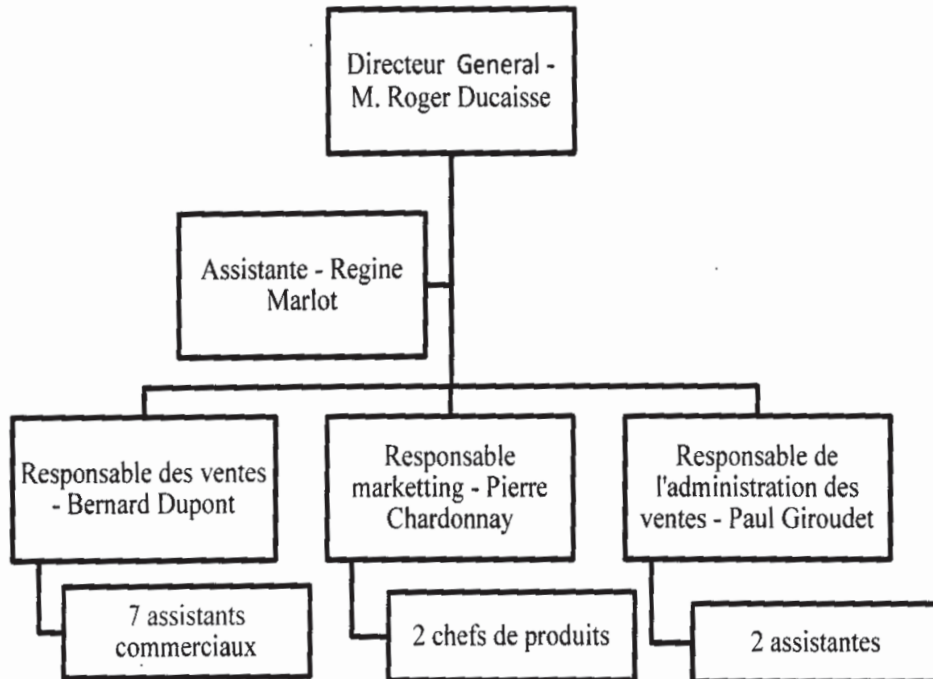 Directeur General -
M. Roger Ducaisse
Assistante - Regine
Marlot
Responsable des ventes
- Bernard Dupont
Responsable
marketting - Pierre
Chardonnay
Responsable de
l'administration des
ventes - Paul Giroudet
7 assistants
commerciaux
2 chefs de produits
2 assistantes